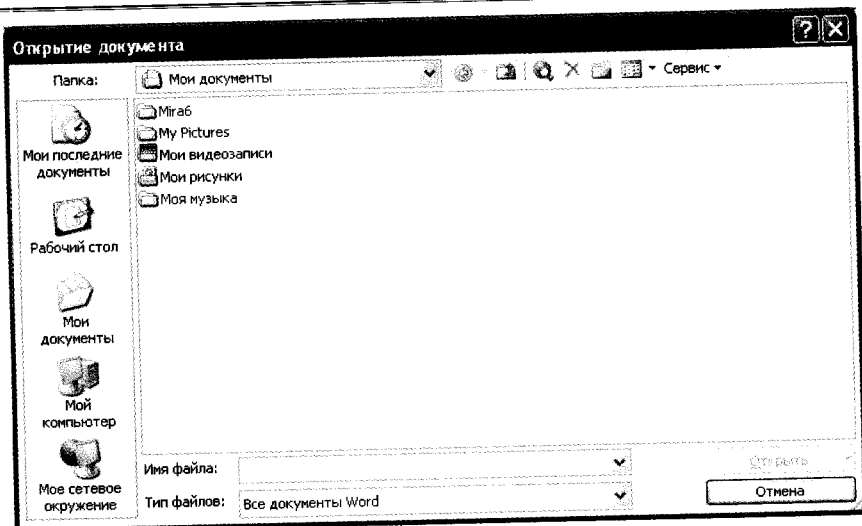 Открытие документа
Папка:
Мои документы
Сервис
Mira6
My Pictures
Мои видеозаписи
Мои рисунки
Моя музыка
Мои последние
документы
Рабочий стол
Мои
документы
Мой
компьютер
Мое сетевое
окружение
Имя файла:
Открыть
Тип файлов:
Все документы Word
Отмена